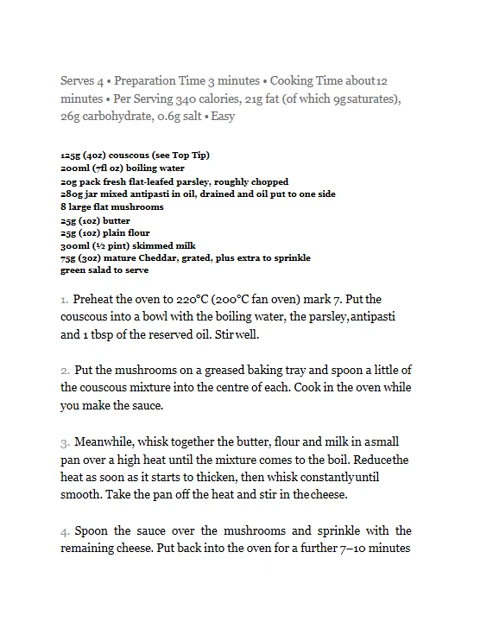 Serves 4 • Preparation Time 3 minutes • Cooking Time about12
minutes • Per Serving 340 calories, 21g fat (of which 9gsaturates),
26g carbohydrate, 0.6g salt • Easy
125g (4oz) couscous (see Top Tip)
200ml (7fl oz) boiling water
20g pack fresh flat-leafed parsley, roughly chopped
280g jar mixed antipasti in oil, drained and oil put to one side
8 large flat mushrooms
25g (1oz) butter
25g (1oz) plain flour
300ml (½ pint) skimmed milk
75g (3oz) mature Cheddar, grated, plus extra to sprinkle
green salad to serve
1. Preheat the oven to 220°C (200°C fan oven) mark 7. Put the
couscous into a bowl with the boiling water, the parsley,antipasti
and 1 tbsp of the reserved oil. Stirwell.
2. Put the mushrooms on a greased baking tray and spoon a little of
the couscous mixture into the centre of each. Cook in the oven while
you make the sauce.
3. Meanwhile, whisk together the butter, flour and milk in asmall
pan over a high heat until the mixture comes to the boil. Reducethe
heat as soon as it starts to thicken, then whisk constantlyuntil
smooth. Take the pan off the heat and stir in thecheese.
4. Spoon the sauce over the mushrooms and sprinkle with the
remaining cheese. Put back into the oven for a further 7–10 minutes